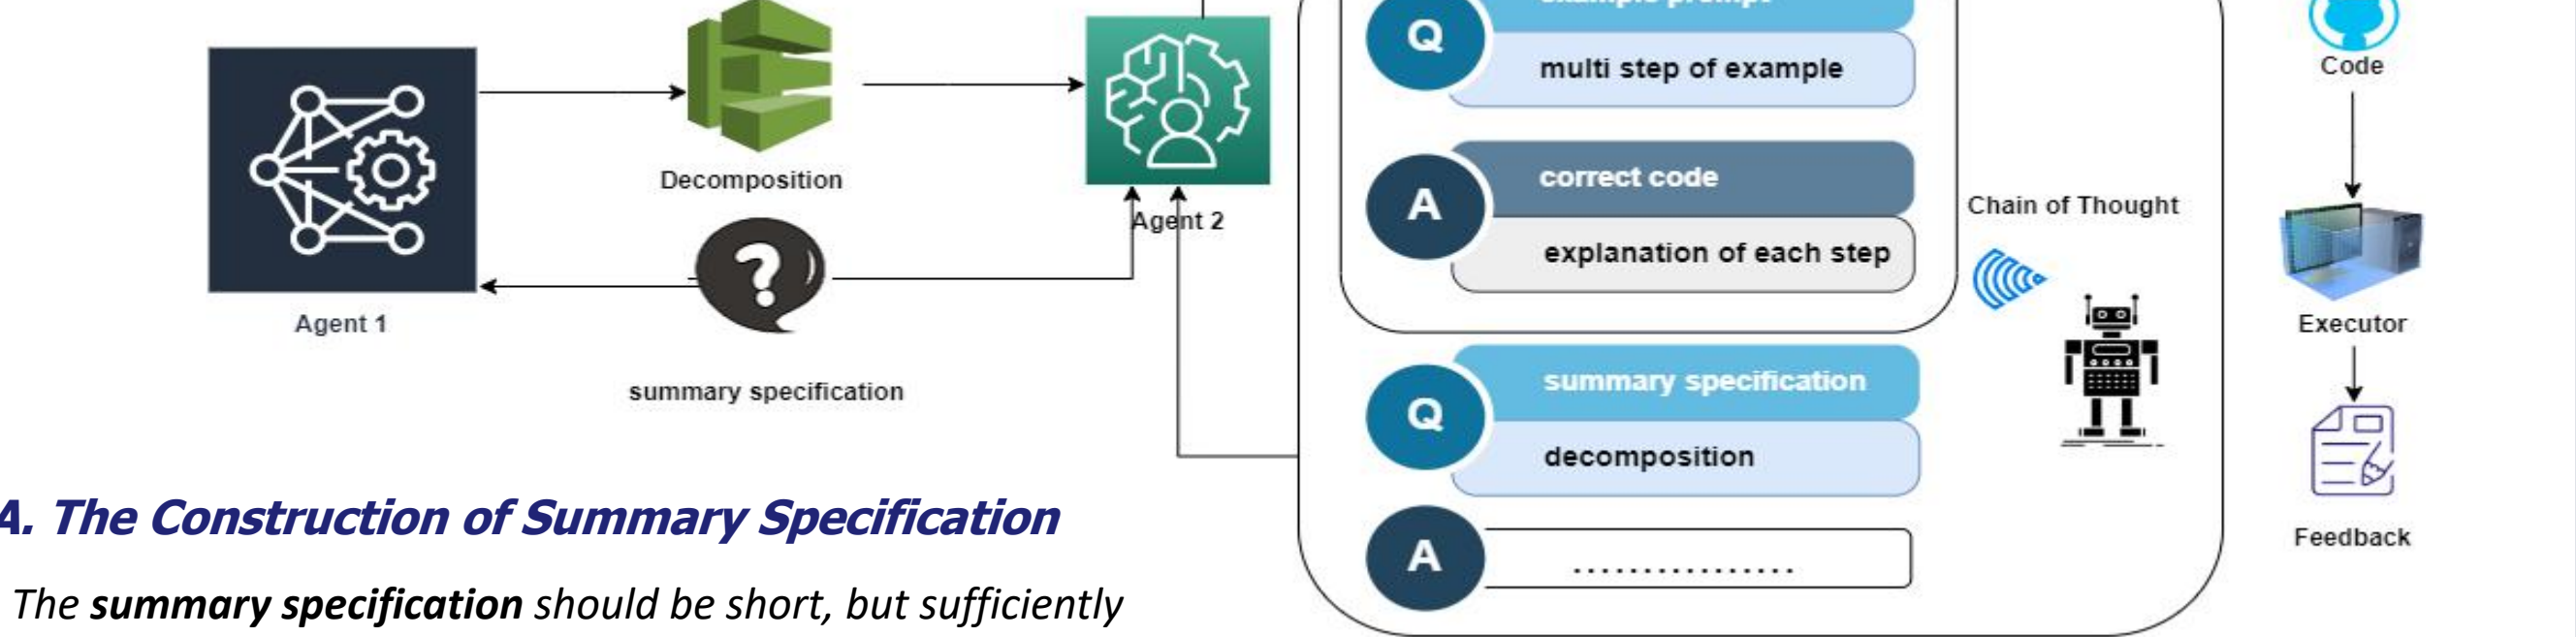 example prompt
Q
multi step of example
Code
Decomposition
Agent 2
A
correct code
explanation of each step
Chain of Thought
Agent 1
?
Executor
summary specification
Q
summary specification
decomposition
A. The Construction of Summary Specification
Feedback
A
................
The summary specification should be short, but sufficiently